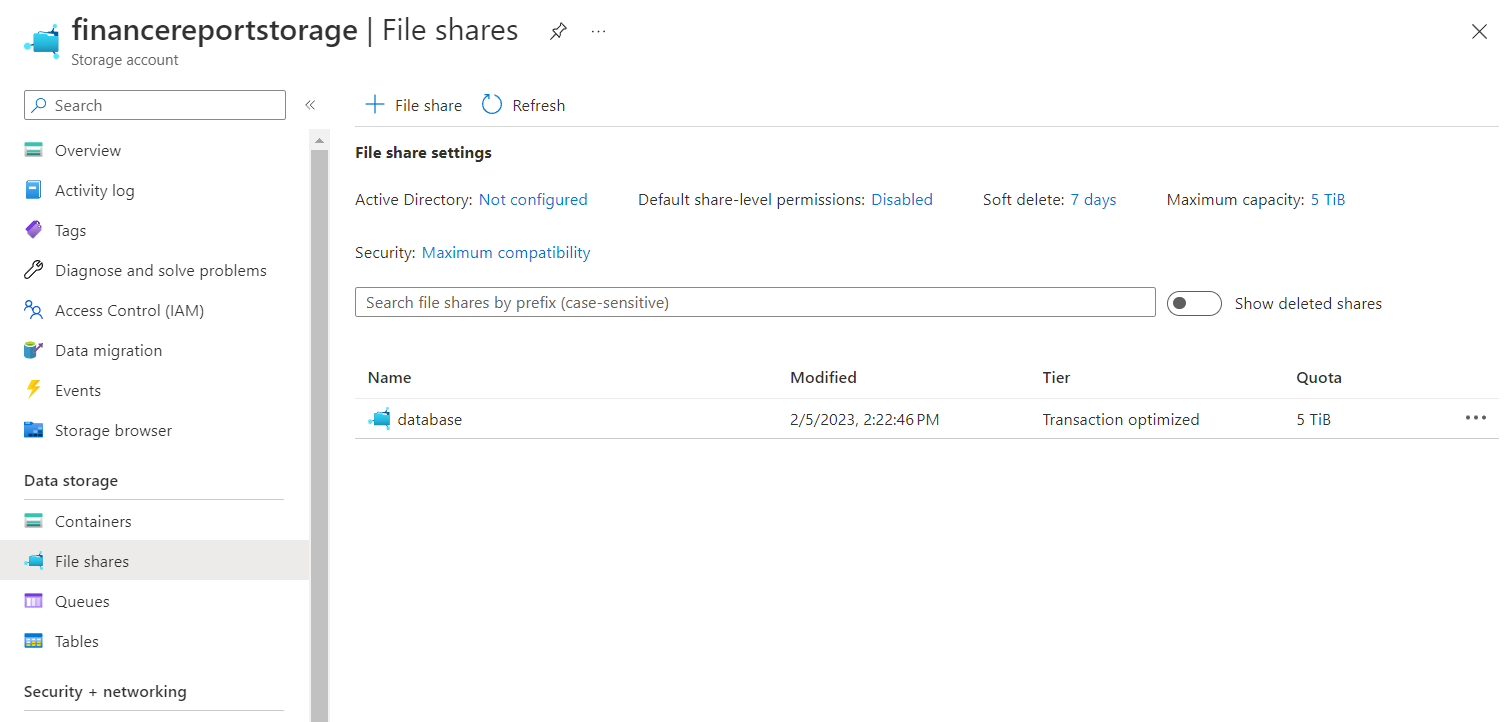 financereportstorage | File shares ...
Storage account
Search
«
Overview
Activity log
Tags
Diagnose and solve problems
Access Control (IAM)
Data migration
Events
Storage browser
Data storage
Containers
File shares
Queues
Tables
Security + networking
File share Refresh
File share settings
Active Directory: Not configured Default share-level permissions: Disabled Soft delete: 7 days Maximum capacity: 5 TiB
Security: Maximum compatibility
Search file shares by prefix (case-sensitive) Show deleted shares
Name Modified Tier Quota
database 2/5/2023, 2:22:46 PM Transaction optimized 5 TiB